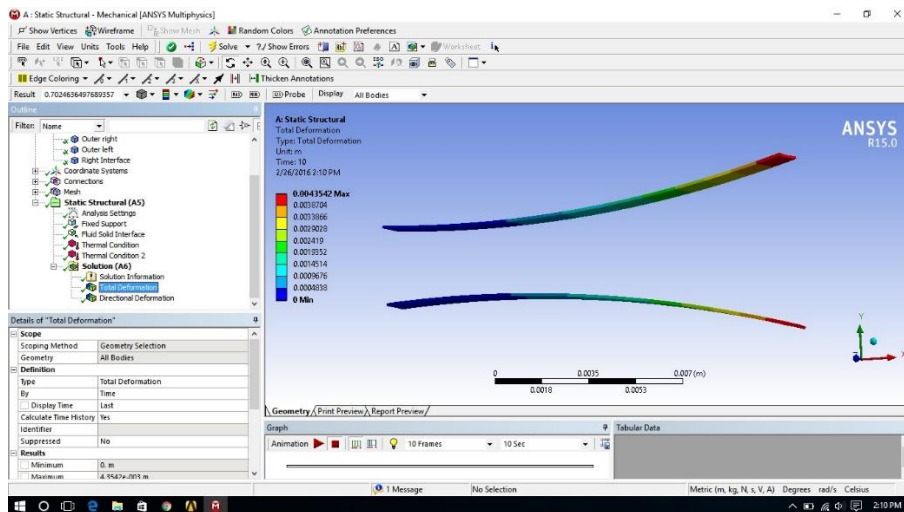 A : Static Structural - Mechanical [ANSYS Multiphysics]
Show Vertices Wireframe Show Mesh Random Colors Annotation Preferences
File Edit View Units Tools Help Solve ?/ Show Errors Worksheet
Edge Coloring Thicken Annotations
Result 0.7024636497689357 Probe Display All Bodies
Outline
Filter: Name
Outer right
Outer left
Right Interface
Coordinate Systems
Connections
Mesh
Static Structural (A5)
Analysis Settings
Fixed Support
Fluid Solid Interface
Thermal Condition
Thermal Condition 2
Solution (A6)
Solution Information
Total Deformation
Directional Deformation
Details of "Total Deformation"
Scope
Scoping Method Geometry Selection
Geometry All Bodies
Definition
Type Total Deformation
By Time
Display Time Last
Calculate Time History Yes
Identifier
Suppressed No
Results
Minimum 0. m
Maximum 4.3542e-003 m
A: Static Structural
Total Deformation
Type: Total Deformation
Unit: m
Time: 10
2/26/2016 2:10 PM
0.0043542 Max
0.0038704
0.0033866
0.0029028
0.002419
0.0019352
0.0014514
0.0009676
0.0004838
0 Min
ANSYS
R15.0
Y
X
0 0.0035 0.007 (m)
0.0018 0.0053
Geometry Print Preview Report Preview
Graph
Animation 10 Frames 10 Sec
Tabular Data
1 Message No Selection Metric (m, kg, N, s, V, A) Degrees rad/s Celsius
2:10 PM